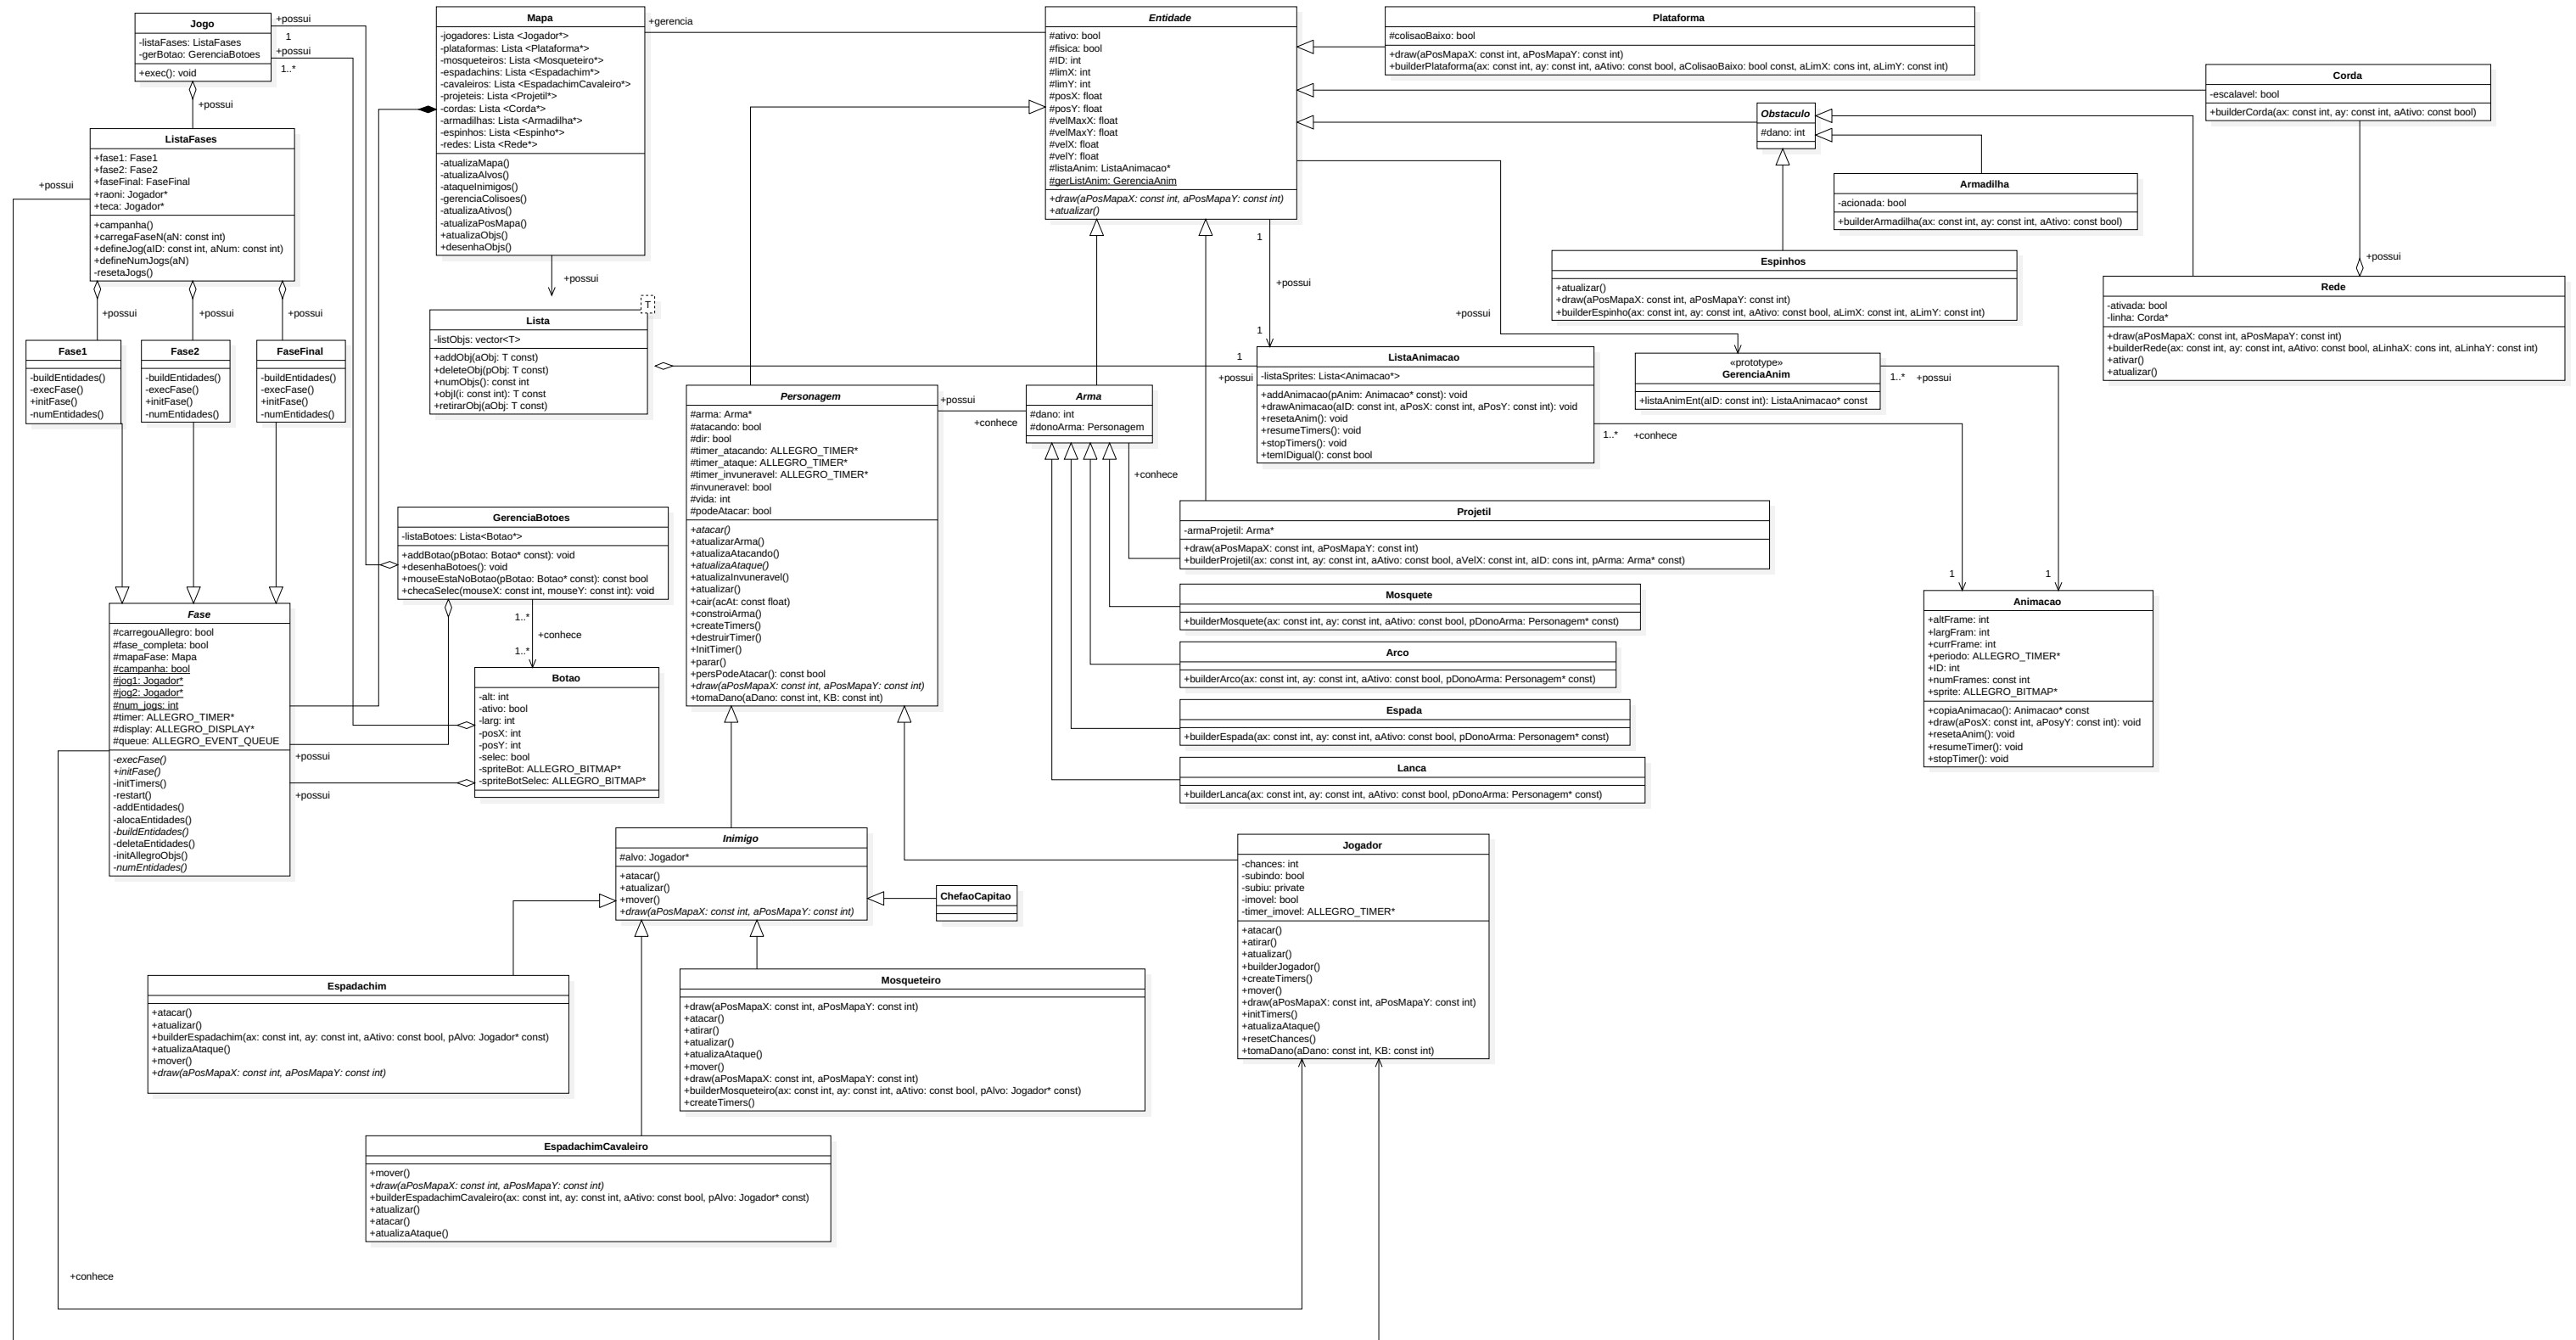 Jogo
-listaFases: ListaFases
-gerBotao: GerenciaBotoes
+exec(): void
+possui
1
+possui
1..*
+possui
ListaFases
+fase1: Fase1
+fase2: Fase2
+faseFinal: FaseFinal
+raoni: Jogador*
+teca: Jogador*
+campanha()
+carregaFaseN(aN: const int)
+defineJog(aID: const int, aNum: const int)
+defineNumJogs(aN)
-resetaJogs()
+possui
+possui
+possui
+possui
Fase1
-buildEntidades()
-execFase()
+initFase()
-numEntidades()
Fase2
-buildEntidades()
-execFase()
+initFase()
-numEntidades()
FaseFinal
-buildEntidades()
-execFase()
+initFase()
-numEntidades()
Mapa
-jogadores: Lista <Jogador*>
-plataformas: Lista <Plataforma*>
-mosqueteiros: Lista <Mosqueteiro*>
-espadachins: Lista <Espadachim*>
-cavaleiros: Lista <EspadachimCavaleiro*>
-projeteis: Lista <Projetil*>
-cordas: Lista <Corda*>
-armadilhas: Lista <Armadilha*>
-espinhos: Lista <Espinho*>
-redes: Lista <Rede*>
-atualizaMapa()
-atualizaAlvos()
-ataqueInimigos()
-gerenciaColisoes()
-atualizaAtivos()
-atualizaPosMapa()
+atualizaObjs()
+desenhaObjs()
+gerencia
+possui
T
Lista
-listObjs: vector<T>
+addObj(aObj: T const)
+deleteObj(pObj: T const)
+numObjs(): const int
+objI(i: const int): T const
+retirarObj(aObj: T const)
Entidade
#ativo: bool
#fisica: bool
#ID: int
#limX: int
#limY: int
#posX: float
#posY: float
#velMaxX: float
#velMaxY: float
#velX: float
#velY: float
#listaAnim: ListaAnimacao*
#gerListAnim: GerenciaAnim
+draw(aPosMapaX: const int, aPosMapaY: const int)
+atualizar()
Plataforma
#colisaoBaixo: bool
+draw(aPosMapaX: const int, aPosMapaY: const int)
+builderPlataforma(ax: const int, ay: const int, aAtivo: const bool, aColisaoBaixo: bool const, aLimX: cons int, aLimY: const int)
Corda
-escalavel: bool
+builderCorda(ax: const int, ay: const int, aAtivo: const bool)
Obstaculo
#dano: int
Armadilha
-acionada: bool
+builderArmadilha(ax: const int, ay: const int, aAtivo: const bool)
Espinhos
+atualizar()
+draw(aPosMapaX: const int, aPosMapaY: const int)
+builderEspinho(ax: const int, ay: const int, aAtivo: const bool, aLimX: const int, aLimY: const int)
+possui
Rede
-ativada: bool
-linha: Corda*
+draw(aPosMapaX: const int, aPosMapaY: const int)
+builderRede(ax: const int, ay: const int, aAtivo: const bool, aLinhaX: cons int, aLinhaY: const int)
+ativar()
+atualizar()
1
+possui
1
+possui
1
+possui
ListaAnimacao
-listaSprites: Lista<Animacao*>
+addAnimacao(pAnim: Animacao* const): void
+drawAnimacao(aID: const int, aPosX: const int, aPosY: const int): void
+resetaAnim(): void
+resumeTimers(): void
+stopTimers(): void
+temIDigual(): const bool
«prototype»
GerenciaAnim
+listaAnimEnt(aID: const int): ListaAnimacao* const
1..*
+possui
1..*
+conhece
1
1
Animacao
+altFrame: int
+largFram: int
+currFrame: int
+periodo: ALLEGRO_TIMER*
+ID: int
+numFrames: const int
+sprite: ALLEGRO_BITMAP*
+copiaAnimacao(): Animacao* const
+draw(aPosX: const int, aPosyY: const int): void
+resetaAnim(): void
+resumeTimer(): void
+stopTimer(): void
Personagem
#arma: Arma*
#atacando: bool
#dir: bool
#timer_atacando: ALLEGRO_TIMER*
#timer_ataque: ALLEGRO_TIMER*
#timer_invuneravel: ALLEGRO_TIMER*
#invuneravel: bool
#vida: int
#podeAtacar: bool
+atacar()
+atualizarArma()
+atualizaAtacando()
+atualizaAtaque()
+atualizaInvuneravel()
+atualizar()
+cair(acAt: const float)
+constroiArma()
+createTimers()
+destruirTimer()
+InitTimer()
+parar()
+persPodeAtacar(): const bool
+draw(aPosMapaX: const int, aPosMapaY: const int)
+tomaDano(aDano: const int, KB: const int)
+possui
+conhece
Arma
#dano: int
#donoArma: Personagem
+conhece
Projetil
-armaProjetil: Arma*
+draw(aPosMapaX: const int, aPosMapaY: const int)
+builderProjetil(ax: const int, ay: const int, aAtivo: const bool, aVelX: const int, aID: cons int, pArma: Arma* const)
Mosquete
+builderMosquete(ax: const int, ay: const int, aAtivo: const bool, pDonoArma: Personagem* const)
Arco
+builderArco(ax: const int, ay: const int, aAtivo: const bool, pDonoArma: Personagem* const)
Espada
+builderEspada(ax: const int, ay: const int, aAtivo: const bool, pDonoArma: Personagem* const)
Lanca
+builderLanca(ax: const int, ay: const int, aAtivo: const bool, pDonoArma: Personagem* const)
GerenciaBotoes
-listaBotoes: Lista<Botao*>
+addBotao(pBotao: Botao* const): void
+desenhaBotoes(): void
+mouseEstaNoBotao(pBotao: Botao* const): const bool
+checaSelec(mouseX: const int, mouseY: const int): void
1..*
+conhece
1..*
Botao
-alt: int
-ativo: bool
-larg: int
-posX: int
-posY: int
-selec: bool
-spriteBot: ALLEGRO_BITMAP*
-spriteBotSelec: ALLEGRO_BITMAP*
Fase
#carregouAllegro: bool
#fase_completa: bool
#mapaFase: Mapa
#campanha: bool
#jog1: Jogador*
#jog2: Jogador*
#num_jogs: int
#timer: ALLEGRO_TIMER*
#display: ALLEGRO_DISPLAY*
#queue: ALLEGRO_EVENT_QUEUE
-execFase()
+initFase()
-initTimers()
-restart()
-addEntidades()
-alocaEntidades()
-buildEntidades()
-deletaEntidades()
-initAllegroObjs()
-numEntidades()
+possui
+possui
Inimigo
#alvo: Jogador*
+atacar()
+atualizar()
+mover()
+draw(aPosMapaX: const int, aPosMapaY: const int)
ChefaoCapitao
Jogador
-chances: int
-subindo: bool
-subiu: private
-imovel: bool
-timer_imovel: ALLEGRO_TIMER*
+atacar()
+atirar()
+atualizar()
+builderJogador()
+createTimers()
+mover()
+draw(aPosMapaX: const int, aPosMapaY: const int)
+initTimers()
+atualizaAtaque()
+resetChances()
+tomaDano(aDano: const int, KB: const int)
Espadachim
+atacar()
+atualizar()
+builderEspadachim(ax: const int, ay: const int, aAtivo: const bool, pAlvo: Jogador* const)
+atualizaAtaque()
+mover()
+draw(aPosMapaX: const int, aPosMapaY: const int)
Mosqueteiro
+draw(aPosMapaX: const int, aPosMapaY: const int)
+atacar()
+atirar()
+atualizar()
+atualizaAtaque()
+mover()
+draw(aPosMapaX: const int, aPosMapaY: const int)
+builderMosqueteiro(ax: const int, ay: const int, aAtivo: const bool, pAlvo: Jogador* const)
+createTimers()
EspadachimCavaleiro
+mover()
+draw(aPosMapaX: const int, aPosMapaY: const int)
+builderEspadachimCavaleiro(ax: const int, ay: const int, aAtivo: const bool, pAlvo: Jogador* const)
+atualizar()
+atacar()
+atualizaAtaque()
+conhece